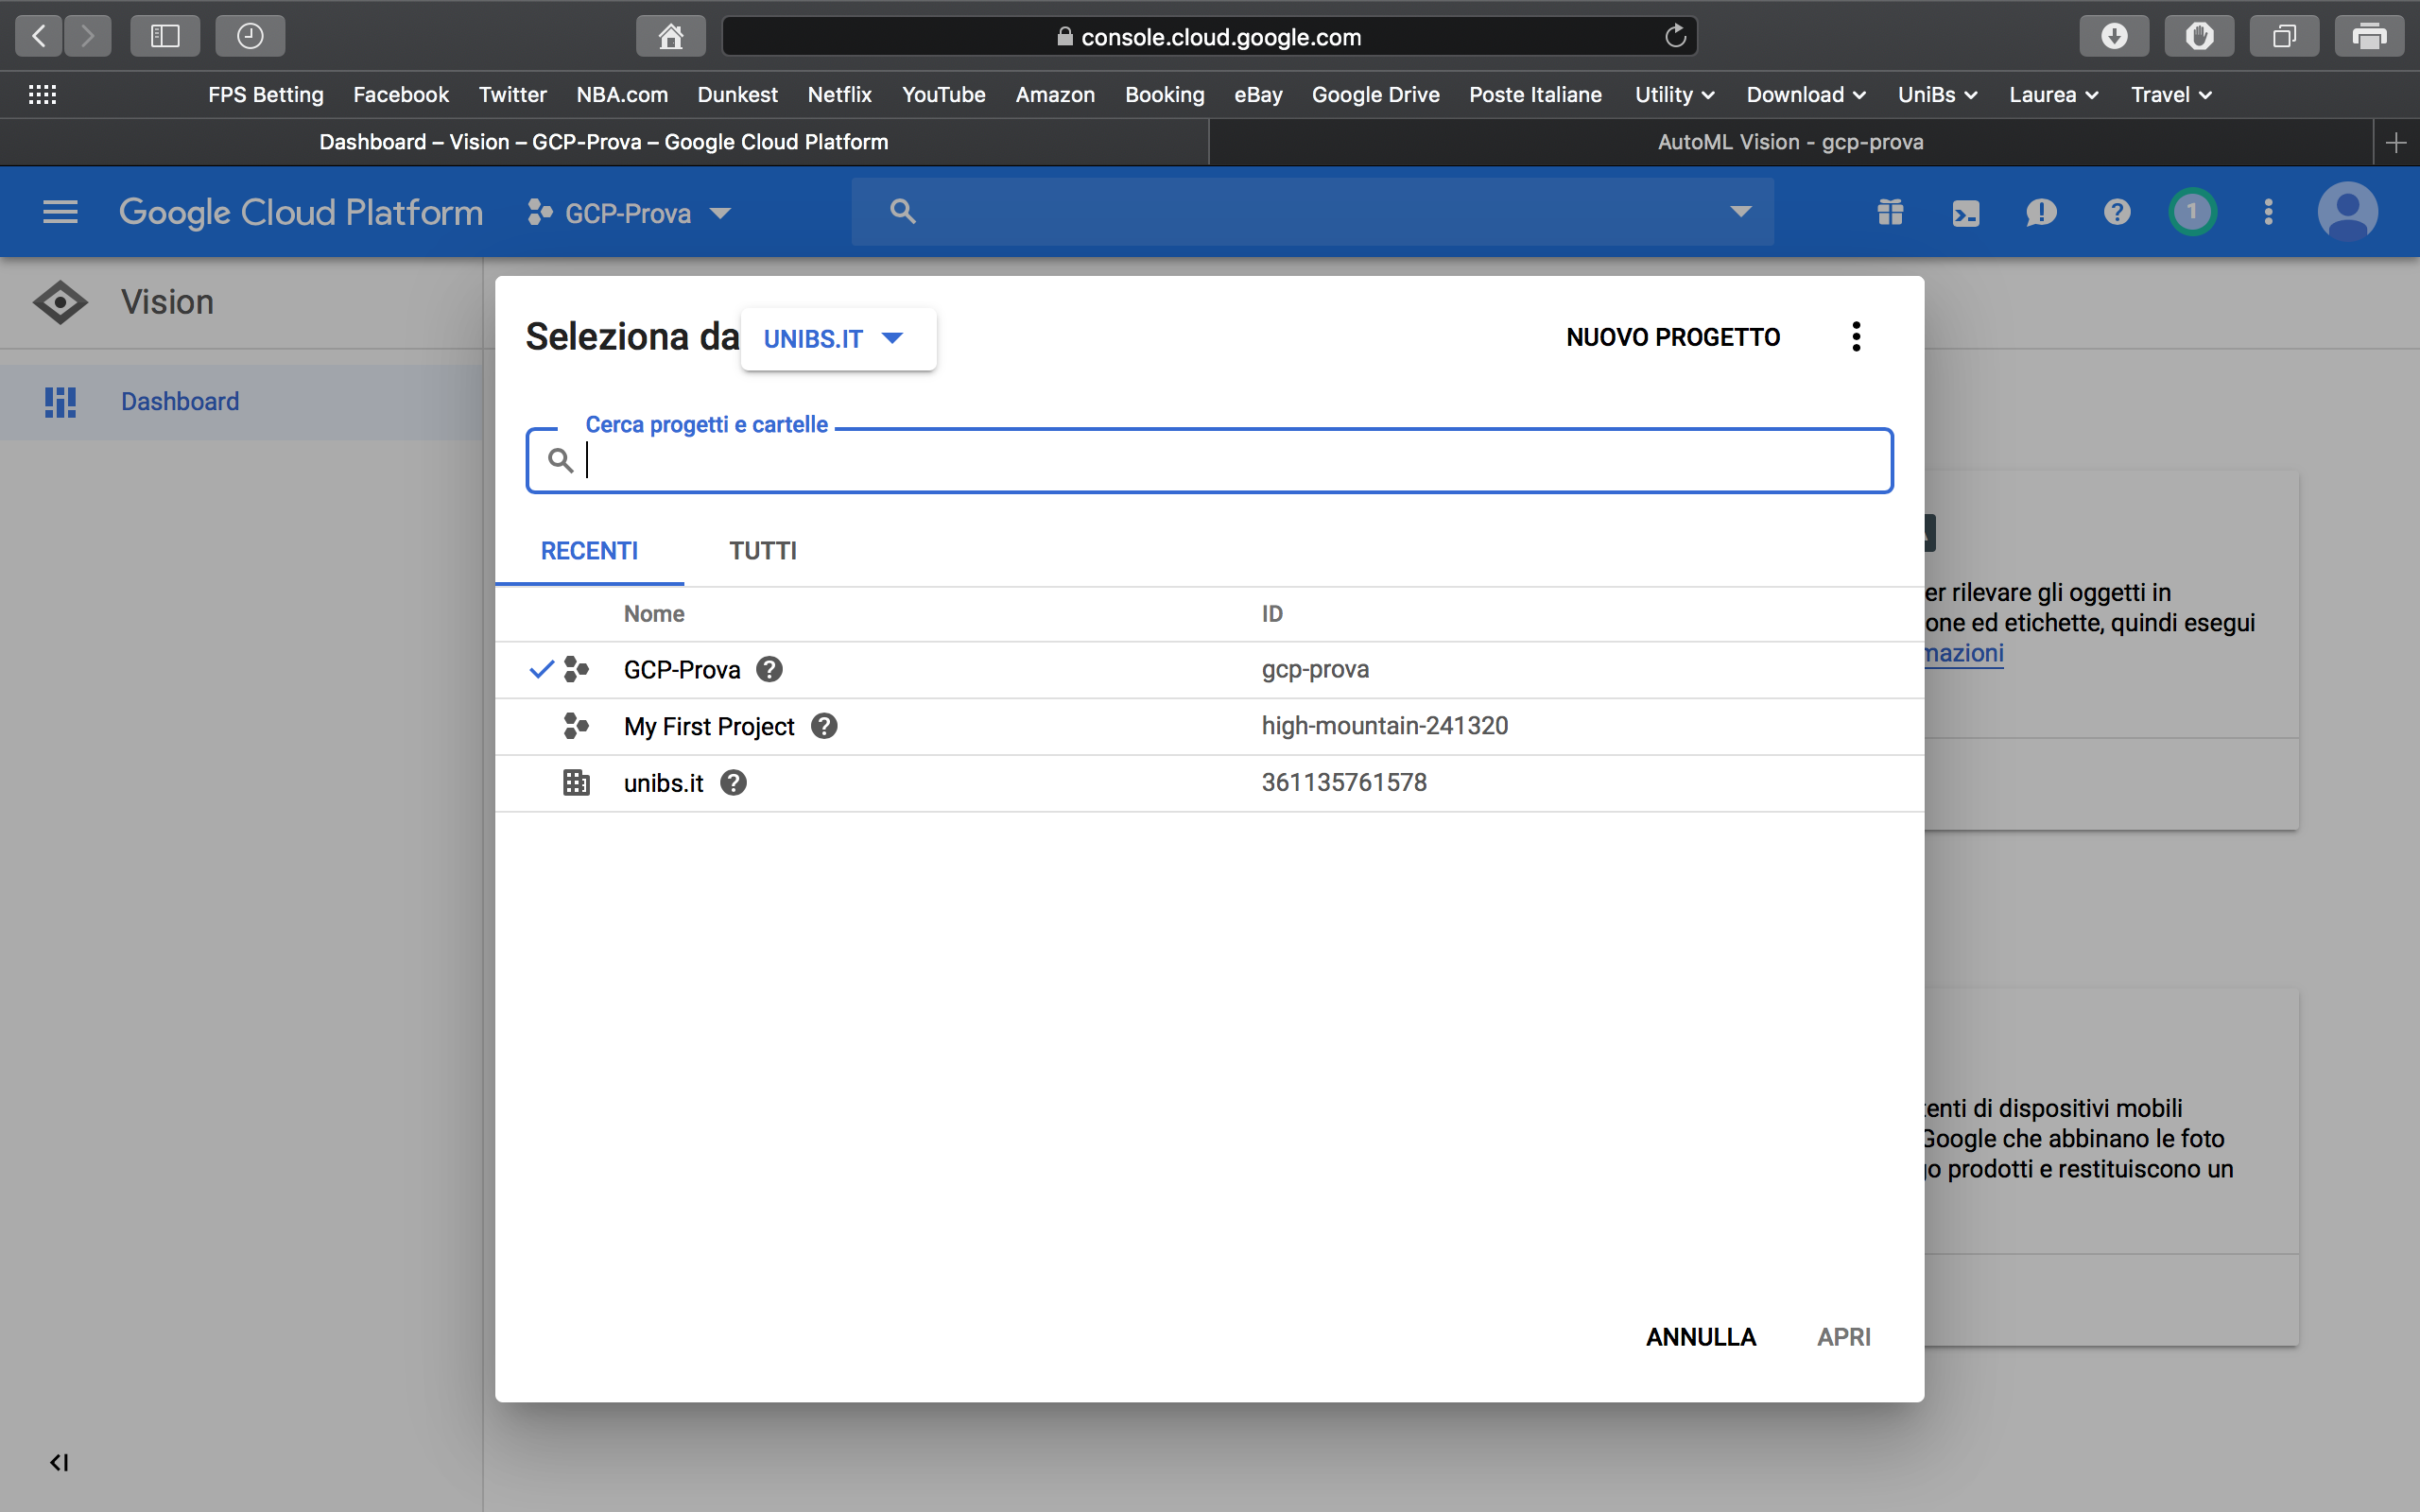 console.cloud.google.com
FPS Betting Facebook Twitter NBA.com Dunkest Netflix YouTube Amazon Booking eBay Google Drive Poste Italiane Utility Download UniBs Laurea Travel
Dashboard – Vision – GCP-Prova – Google Cloud Platform
AutoML Vision - gcp-prova
Google Cloud Platform GCP-Prova 1
Vision
Dashboard
Seleziona da UNIBS.IT NUOVO PROGETTO
Cerca progetti e cartelle
RECENTI TUTTI
Nome ID
GCP-Prova gcp-prova
My First Project high-mountain-241320
unibs.it 361135761578
ANNULLA APRI
er rilevare gli oggetti in
one ed etichette, quindi esegui
mazioni
enti di dispositivi mobili
Google che abbinano le foto
go prodotti e restituiscono un